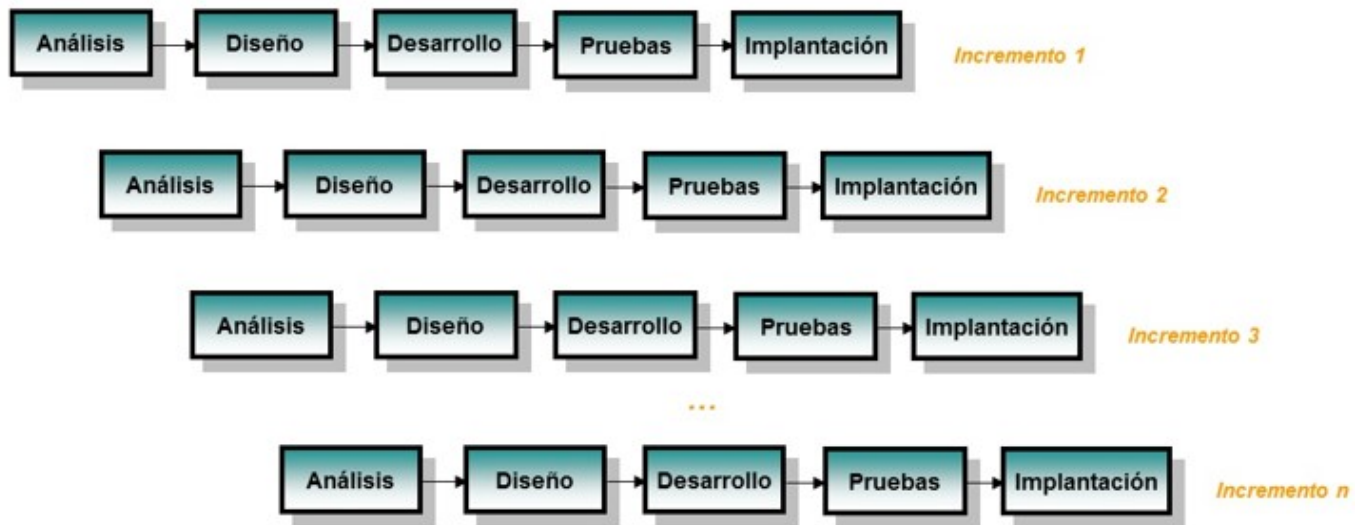 Análisis Diseño Desarrollo Pruebas Implantación Incremento 1
Análisis Diseño Desarrollo Pruebas Implantación Incremento 2
Análisis Diseño Desarrollo Pruebas Implantación Incremento 3
...
Análisis Diseño Desarrollo Pruebas Implantación Incremento n